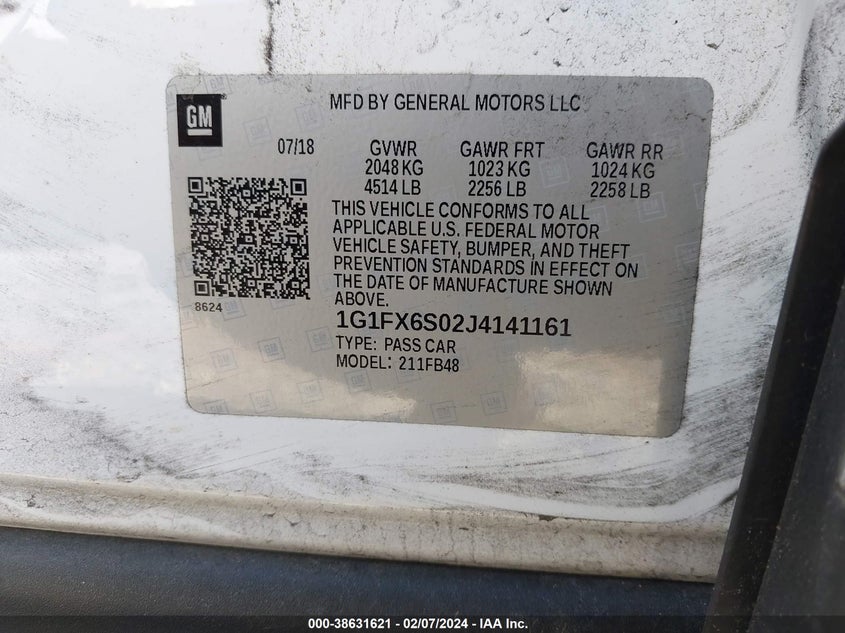 GM
MFD BY GENERAL MOTORS LLC
07/18 GVWR GAWR FRT GAWR RR
2048 KG 1023 KG 1024 KG
4514 LB 2256 LB 2258 LB
THIS VEHICLE CONFORMS TO ALL
APPLICABLE U.S. FEDERAL MOTOR
VEHICLE SAFETY, BUMPER, AND THEFT
PREVENTION STANDARDS IN EFFECT ON
THE DATE OF MANUFACTURE SHOWN
ABOVE.
8624
1G1FX6S02J4141161
TYPE: PASS CAR
MODEL: 211FB48
000-38631621 - 02/07/2024 - IAA Inc.